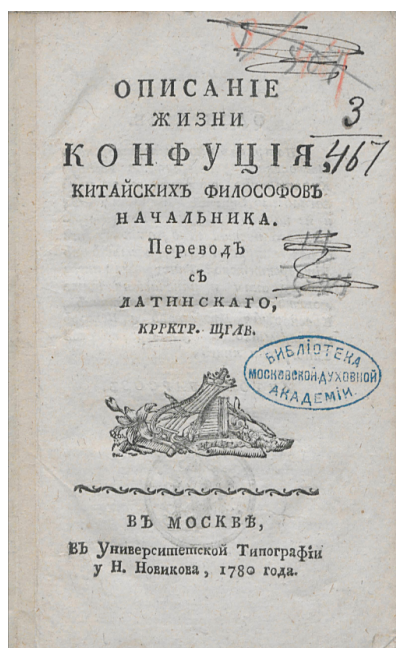 ОПИСАНІЕ
ЖИЗНИ
КОНФУЦІЯ
КИТАЙСКИХЪ ФИЛОСОФОВЪ
НАЧАЛЬНИКА.
Переводъ
съ
ЛАТИНСКАГО,
КРРКТР. ЩГЛВ.
3
467
БИБЛІОТЕКА
МОСКОВСКОЙ ДУХОВНОЙ
АКАДЕМІИ.
ВЪ МОСКВѢ,
ВЪ Университетской Типографіи
у Н. Новикова, 1780 года.